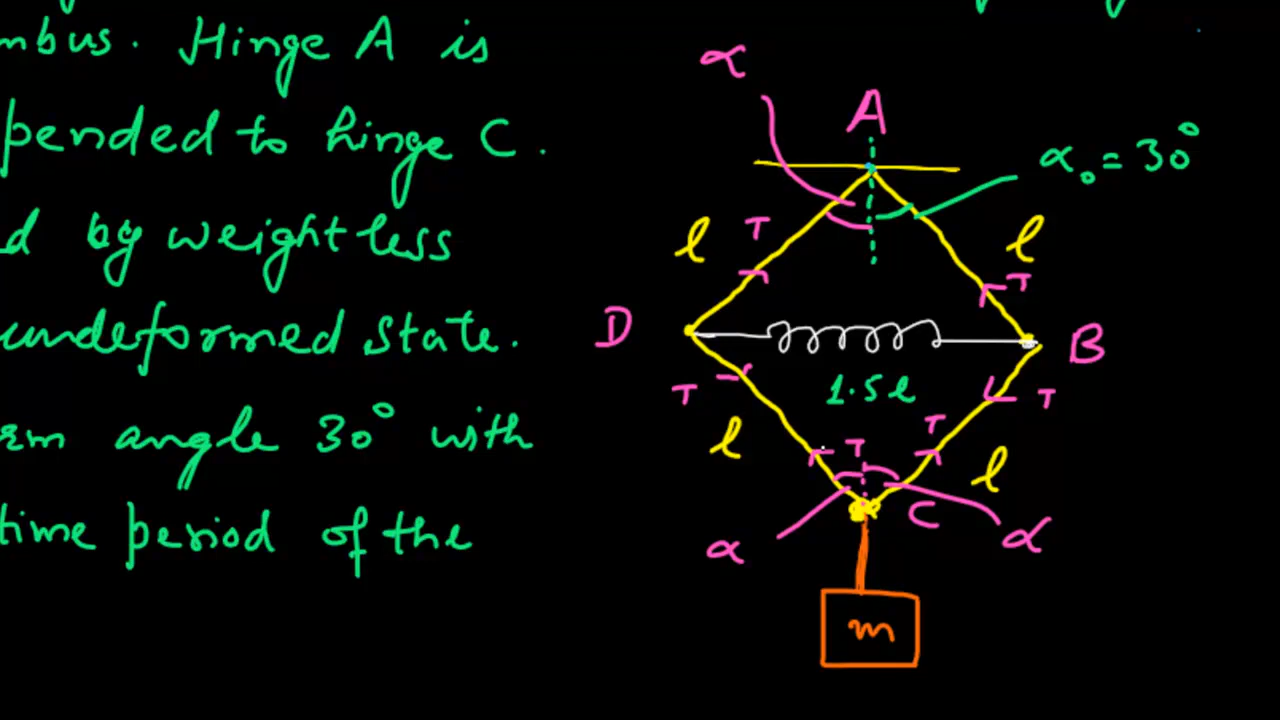 mbus. Hinge A is
pended to hinge C.
d by weightless
undeformed state.
rm angle 30° with
time period of the
α
A
α₀ = 30°
l
T
l
T
D
B
1.5l
T
T
l
T
T
l
C
α
α
m